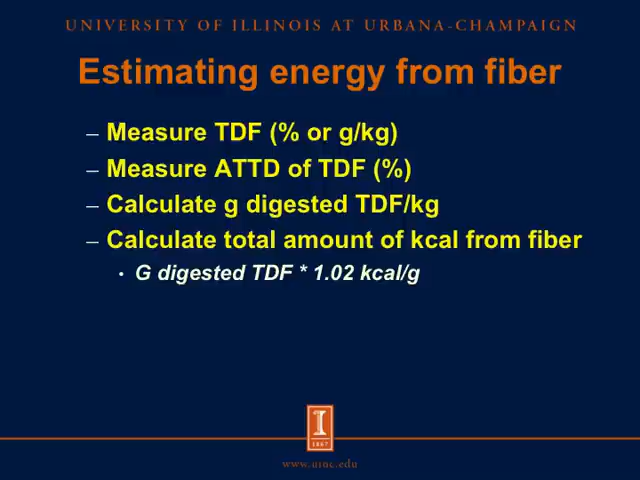 UNIVERSITY OF ILLINOIS AT URBANA-CHAMPAIGN
Estimating energy from fiber
– Measure TDF (% or g/kg)
– Measure ATTD of TDF (%)
– Calculate g digested TDF/kg
– Calculate total amount of kcal from fiber
• G digested TDF * 1.02 kcal/g
I
1867
www.uiuc.edu